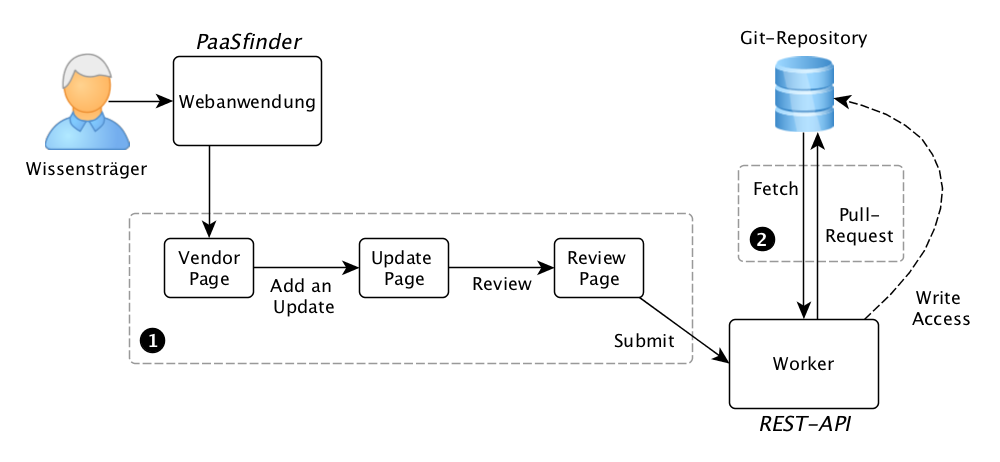 PaaSfinder
Git-Repository
Webanwendung
Wissensträger
Fetch
Pull-
Request
2
Vendor
Page
Add an
Update
Update
Page
Review
Review
Page
Write
Access
1
Submit
Worker
REST-API